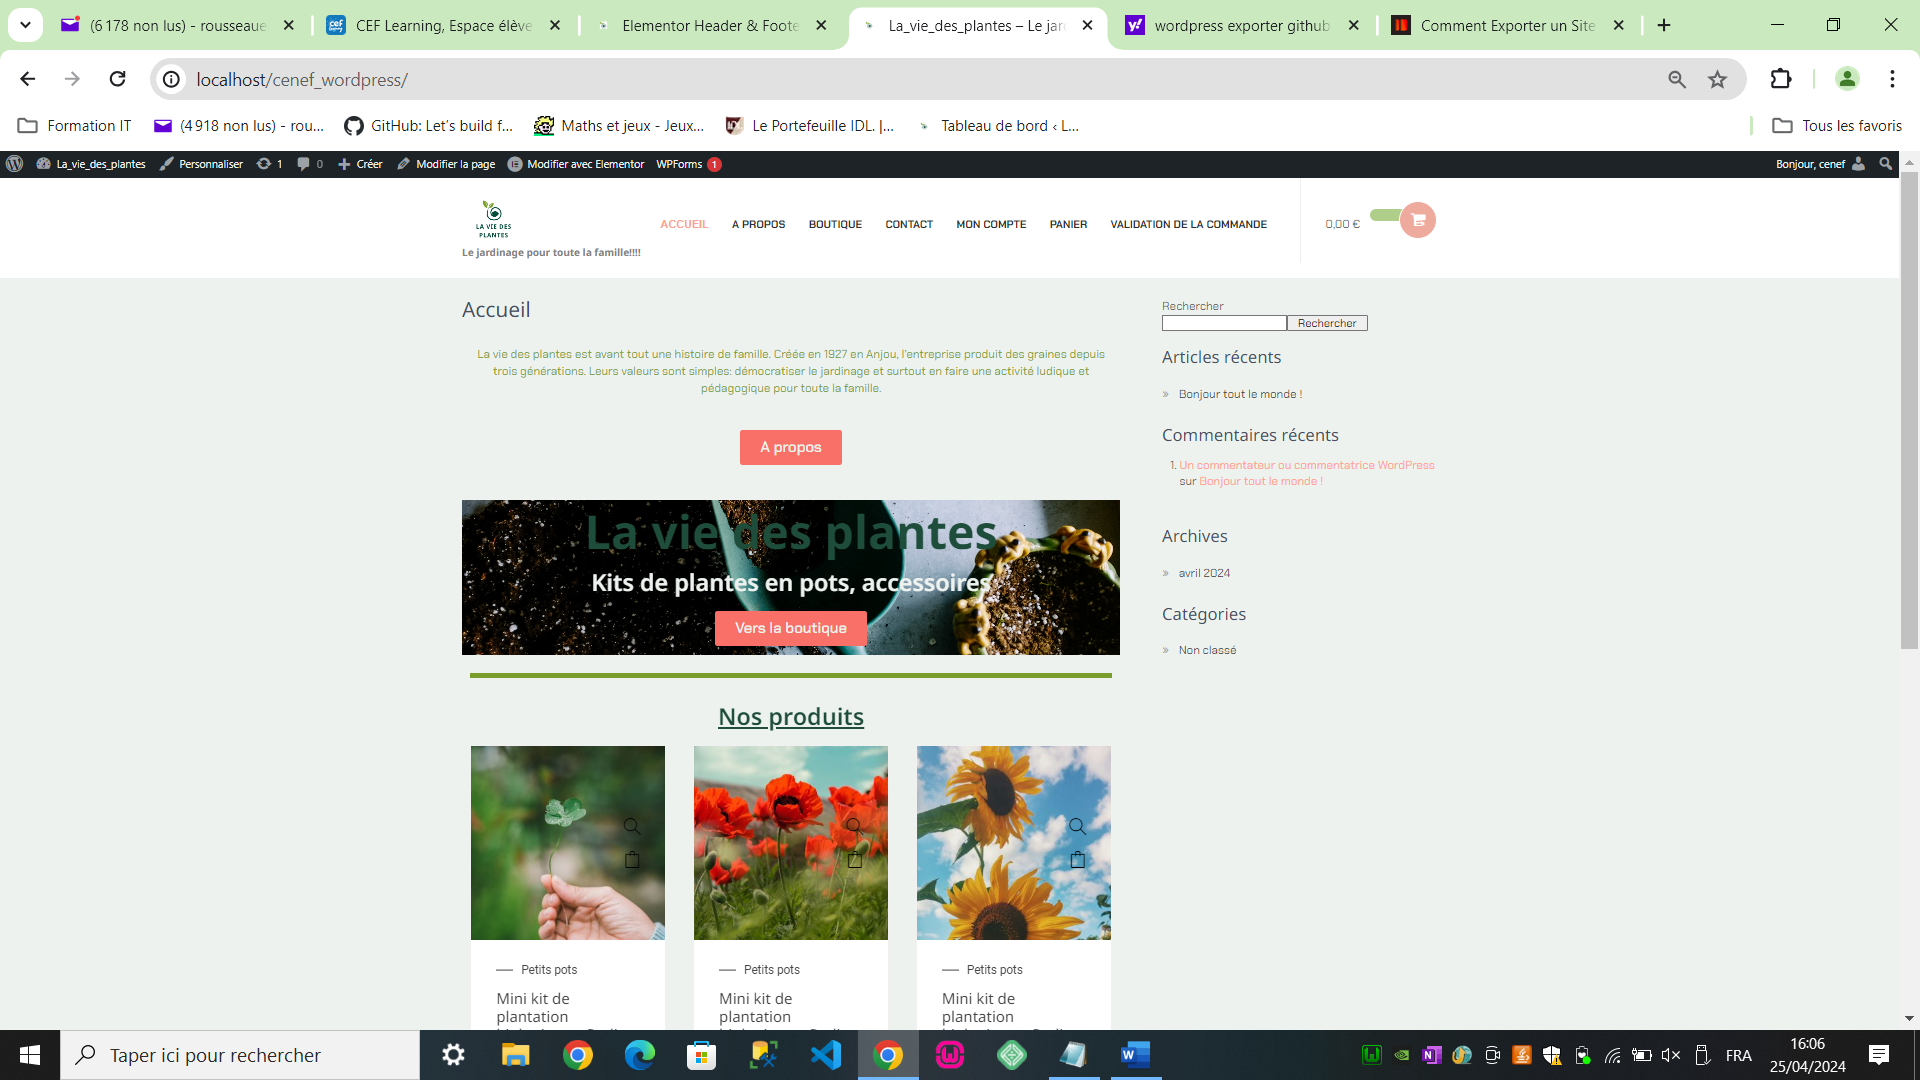 (6 178 non lus) - rousseaue
CEF Learning, Espace élève
Elementor Header & Foote
La_vie_des_plantes – Le jar
wordpress exporter github
Comment Exporter un Site
localhost/cenef_wordpress/
Formation IT
(4 918 non lus) - rou...
GitHub: Let's build f...
Maths et jeux - Jeux...
Le Portefeuille IDL. |...
Tableau de bord ‹ L...
Tous les favoris
La_vie_des_plantes
Personnaliser
1
0
Créer
Modifier la page
Modifier avec Elementor
WPForms 1
Bonjour, cenef
LA VIE DES
PLANTES
Le jardinage pour toute la famille!!!!
ACCUEIL
A PROPOS
BOUTIQUE
CONTACT
MON COMPTE
PANIER
VALIDATION DE LA COMMANDE
0,00 €
Accueil
La vie des plantes est avant tout une histoire de famille. Créée en 1927 en Anjou, l'entreprise produit des graines depuis
trois générations. Leurs valeurs sont simples: démocratiser le jardinage et surtout en faire une activité ludique et
pédagogique pour toute la famille.
A propos
La vie des plantes
Kits de plantes en pots, accessoires
Vers la boutique
Nos produits
Petits pots
Mini kit de
plantation
Petits pots
Mini kit de
plantation
Petits pots
Mini kit de
plantation
Rechercher
Rechercher
Articles récents
» Bonjour tout le monde !
Commentaires récents
1. Un commentateur ou commentatrice WordPress
sur Bonjour tout le monde !
Archives
» avril 2024
Catégories
» Non classé
Taper ici pour rechercher
FRA
16:06
25/04/2024